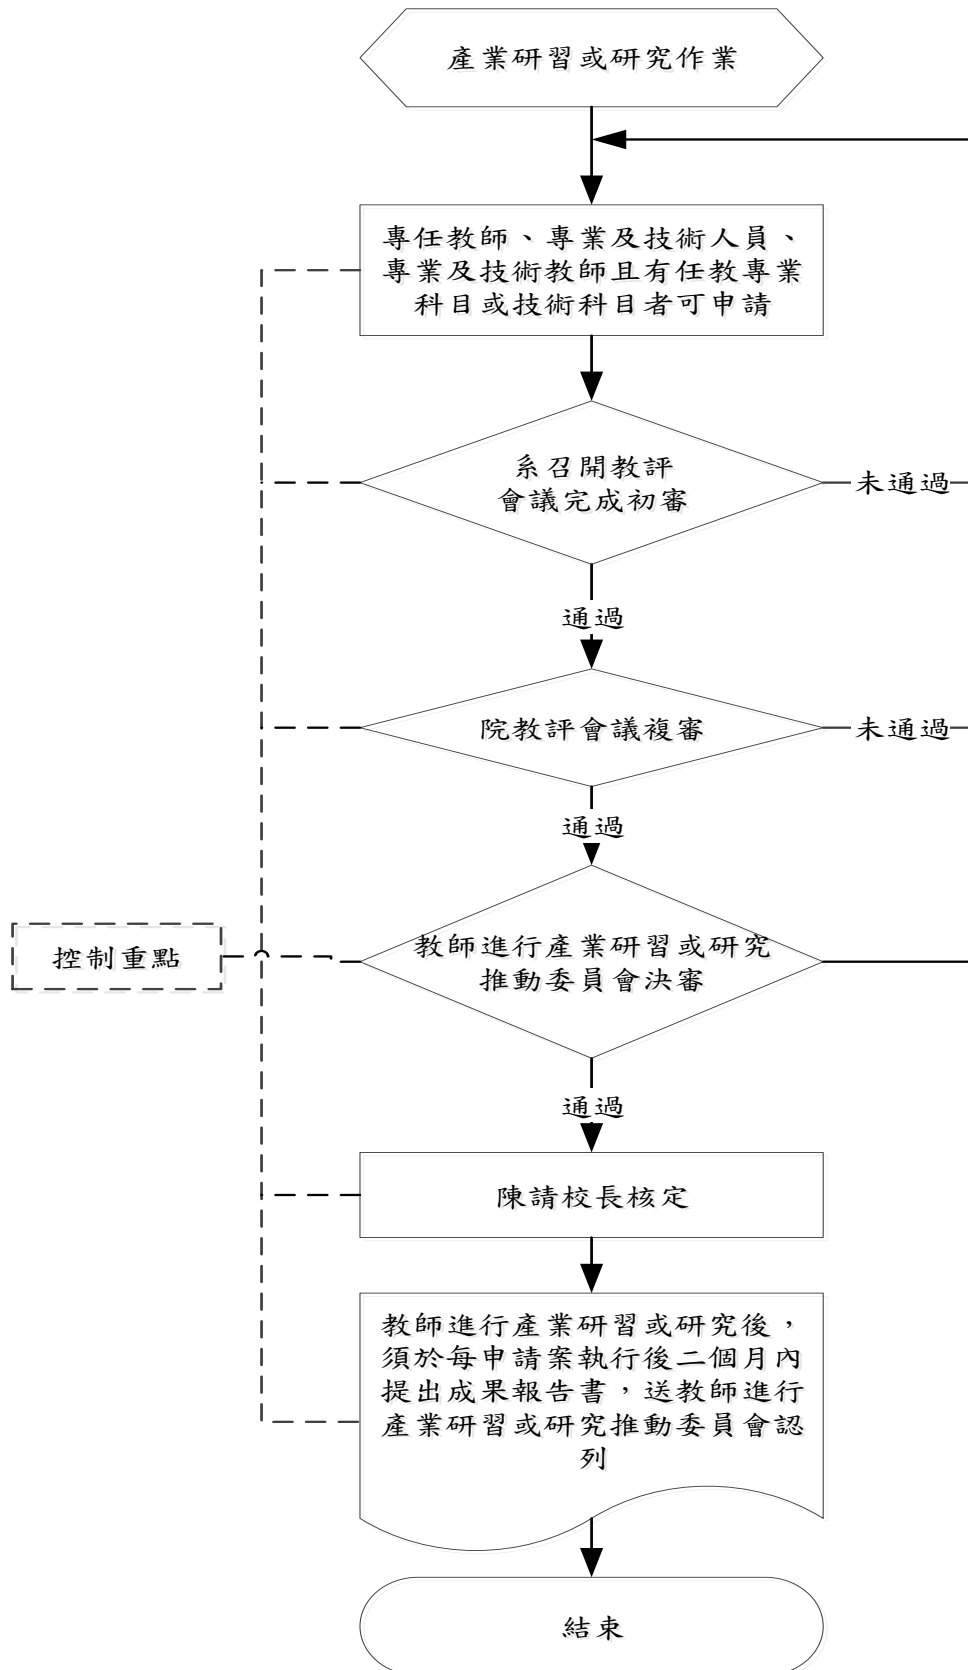 產業研習或研究作業
專任教師、專業及技術人員、
專業及技術教師且有任教專業
科目或技術科目者可申請
系召開教評
會議完成初審
未通過
通過
院教評會議複審
未通過
通過
控制重點
教師進行產業研習或研究
推動委員會決審
通過
陳請校長核定
教師進行產業研習或研究後，
須於每申請案執行後二個月內
提出成果報告書，送教師進行
產業研習或研究推動委員會認
列
結束